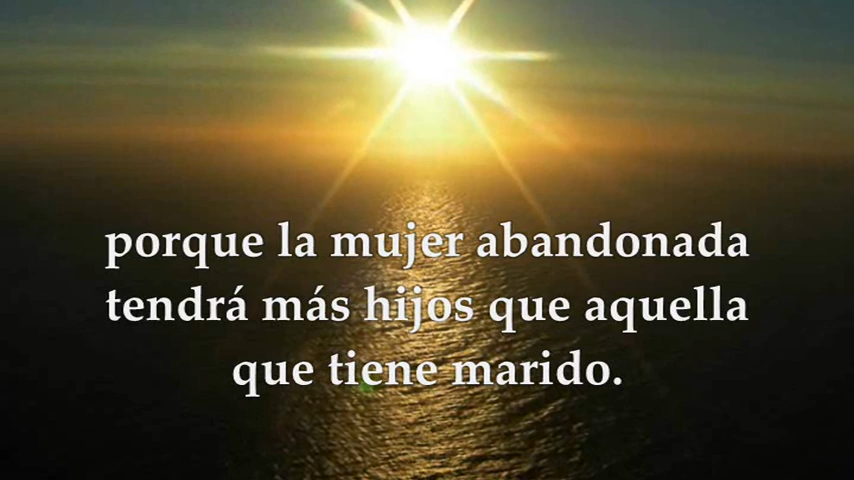 porque la mujer abandonada
tendrá más hijos que aquella
que tiene marido.